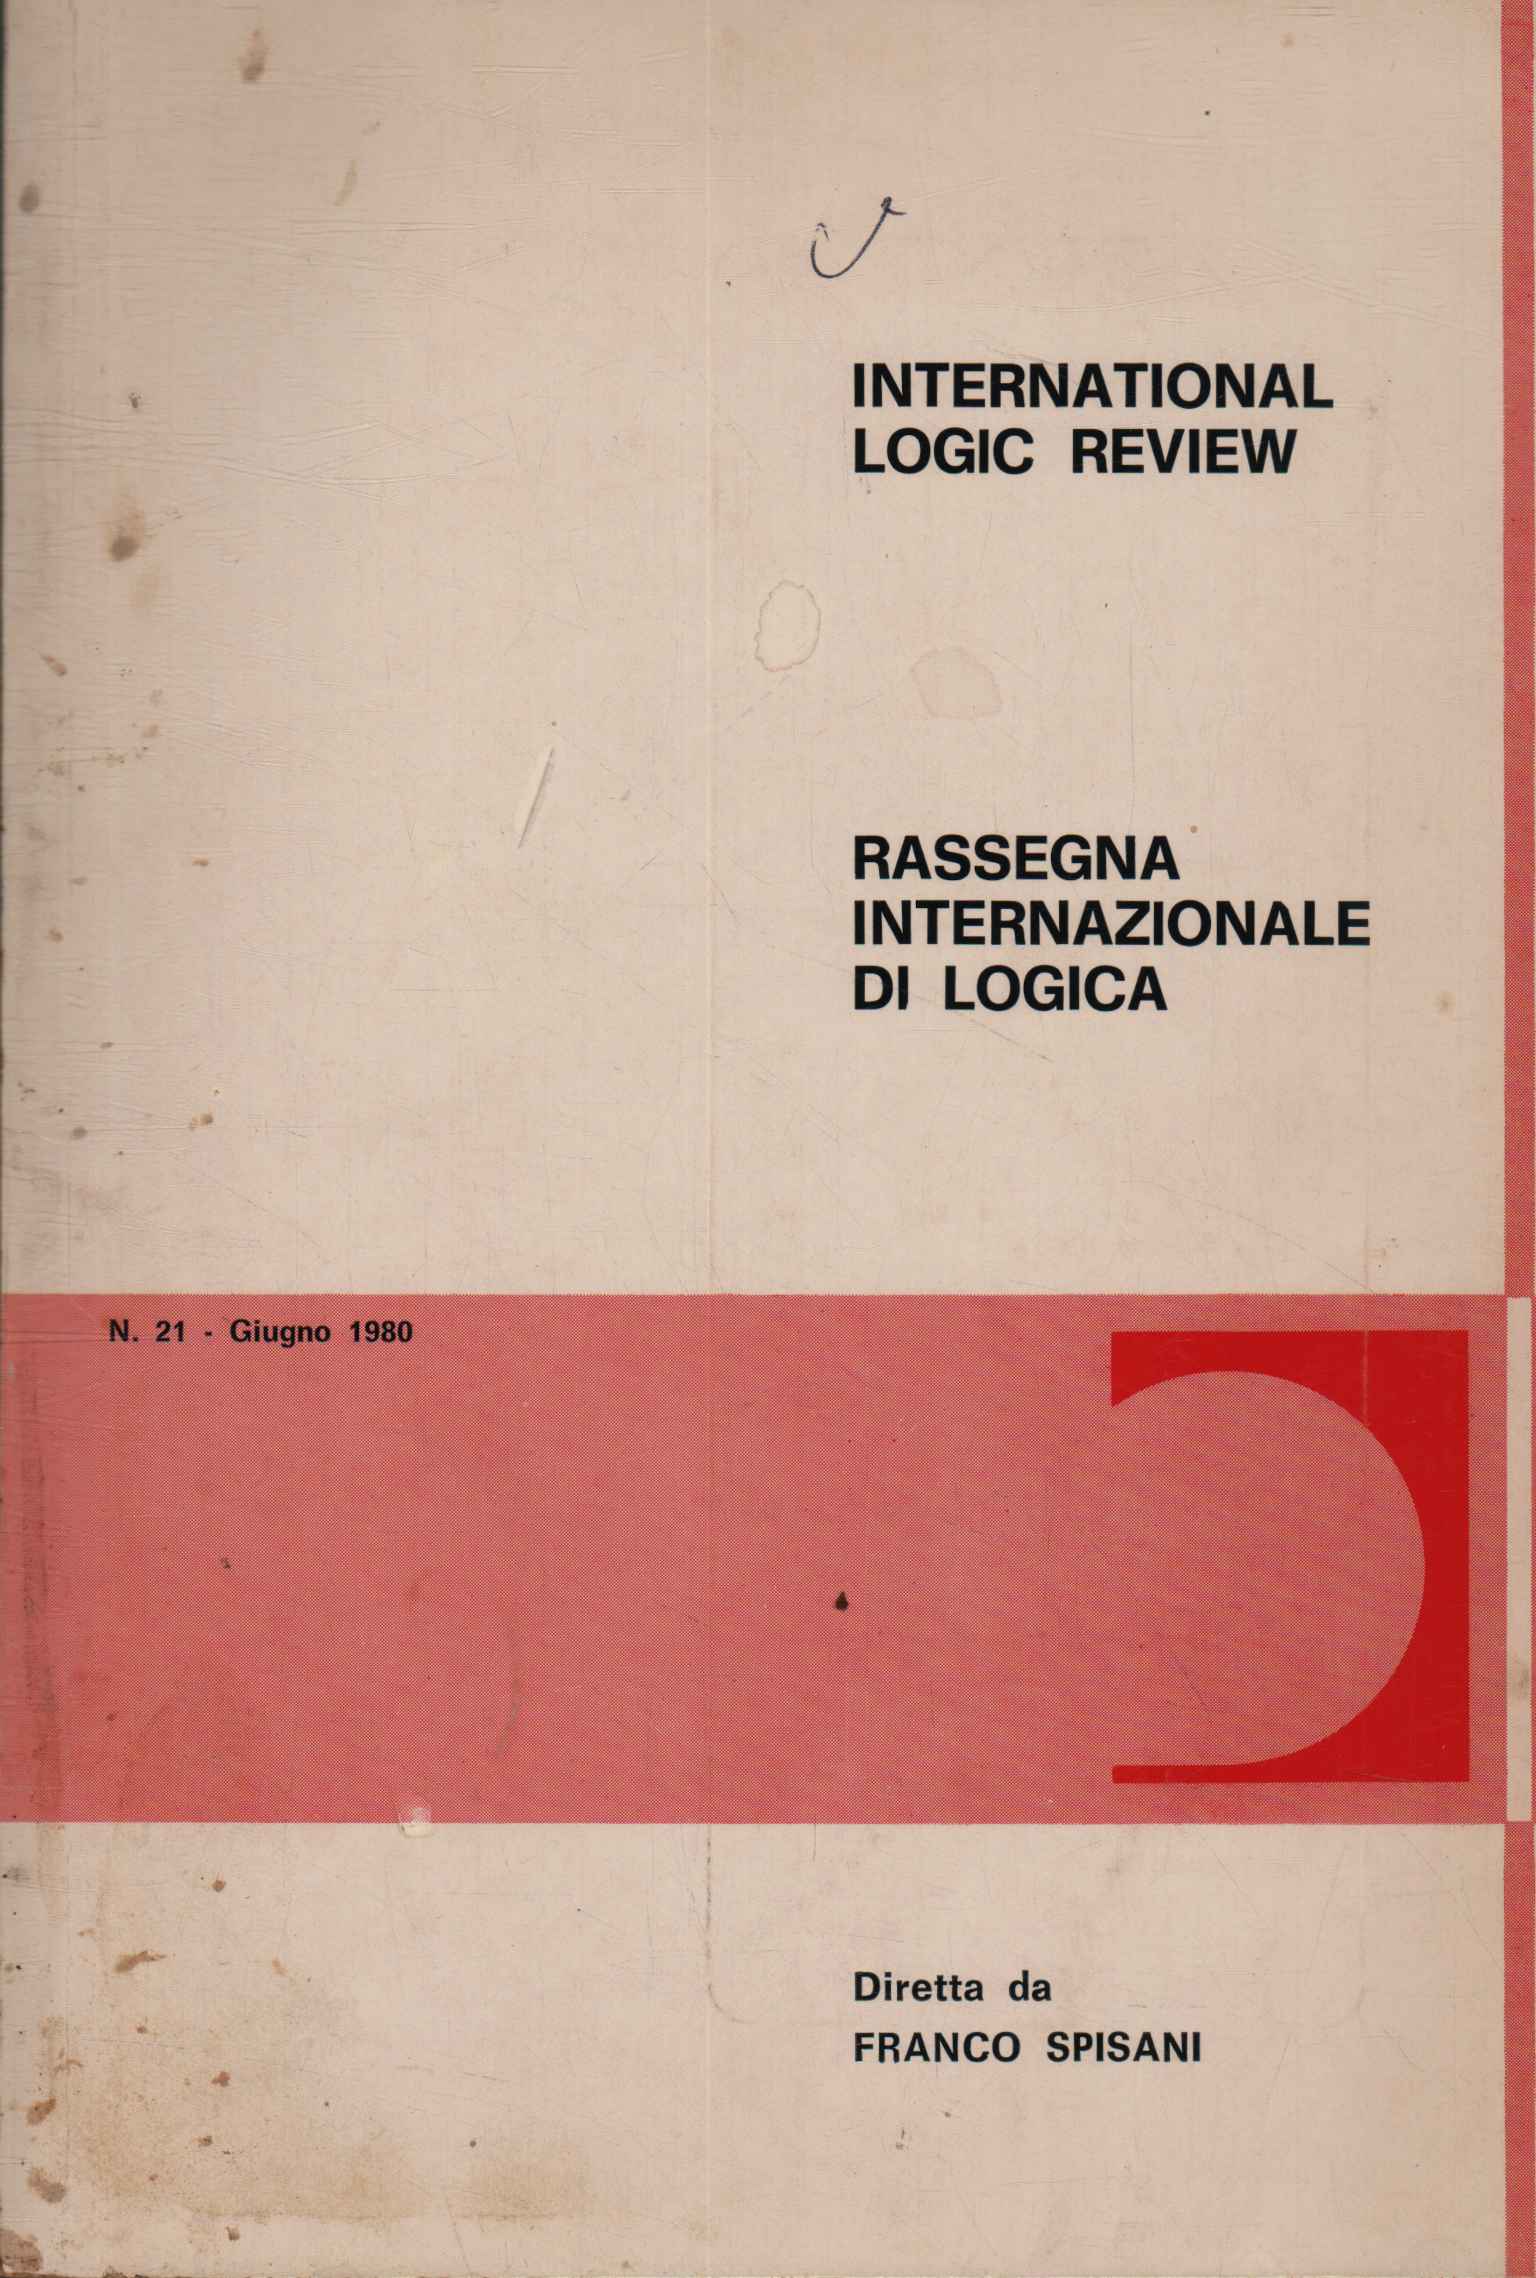 INTERNATIONAL
LOGIC REVIEW
RASSEGNA
INTERNAZIONALE
DI LOGICA
N. 21 - Giugno 1980
Diretta da
FRANCO SPISANI